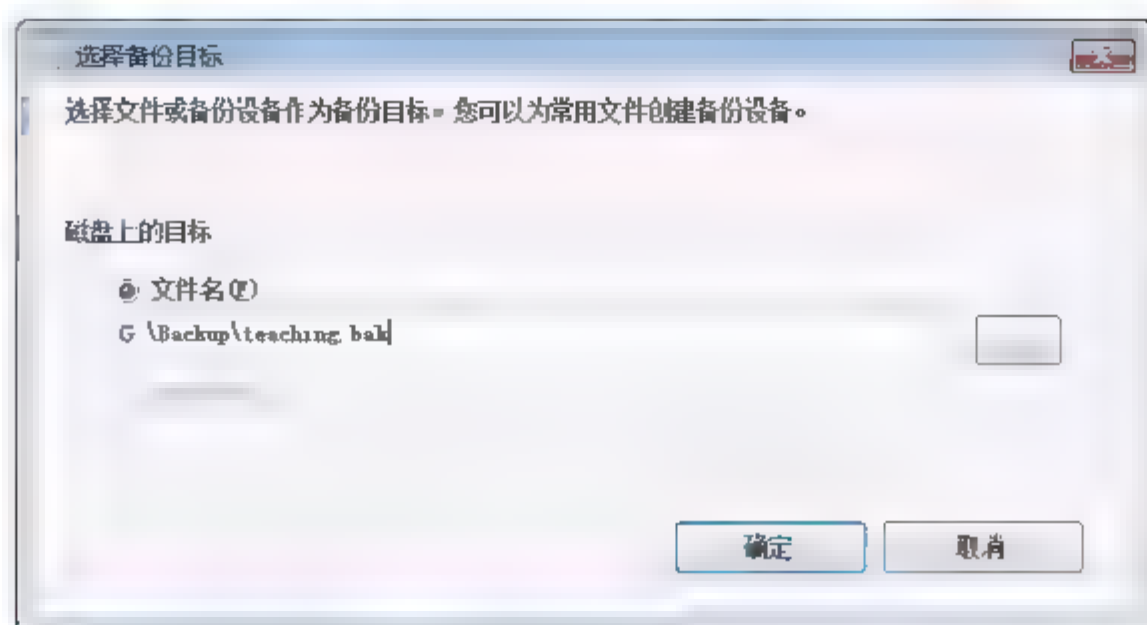 选择备份目标
选择文件或备份设备作为备份目标。您可以为常用文件创建备份设备。
磁盘上的目标
文件名(F)
G \Backup\teaching bak
确定
取消